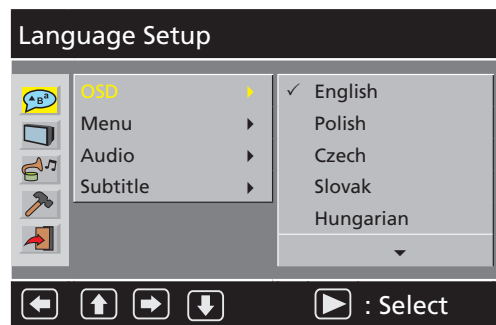 Language Setup
OSD
Menu
Audio
Subtitle
✓ English
Polish
Czech
Slovak
Hungarian
: Select